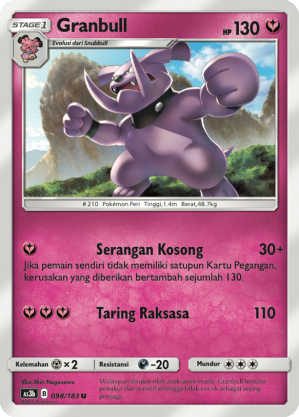 STAGE 1 Granbull HP 130
Evolusi dari Snubbull
#210 Pokémon Peri Tinggi,1.4m Berat,48.7kg
Serangan Kosong 30+
Jika pemain sendiri tidak memiliki satupun Kartu Pegangan,
kerusakan yang diberikan bertambah sejumlah 130.
Taring Raksasa 110
Kelemahan ×2 Resistansi -20 Mundur
Illus.Shin Nagasawa
AS3b B 098/183 U